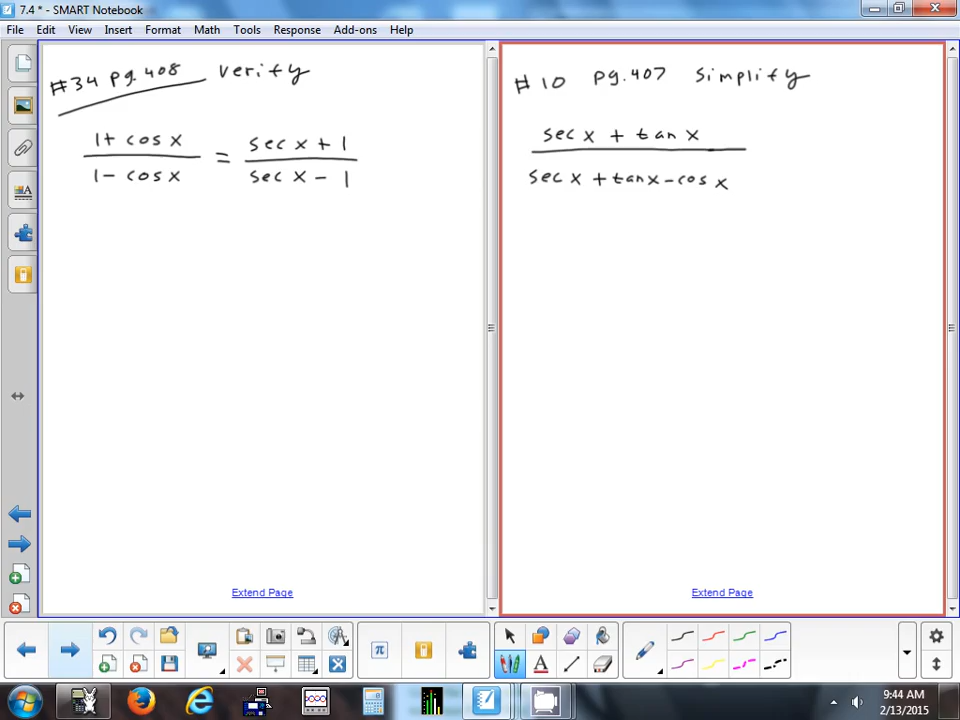 7.4 * - SMART Notebook
File Edit View Insert Format Math Tools Response Add-ons Help
#34 pg. 408 verify
1+ cos x / 1- cos x = sec x + 1 / sec x - 1
Extend Page
#10 pg. 407 Simplify
sec x + tan x
sec x + tan x - cos x
Extend Page
π
A
9:44 AM
2/13/2015